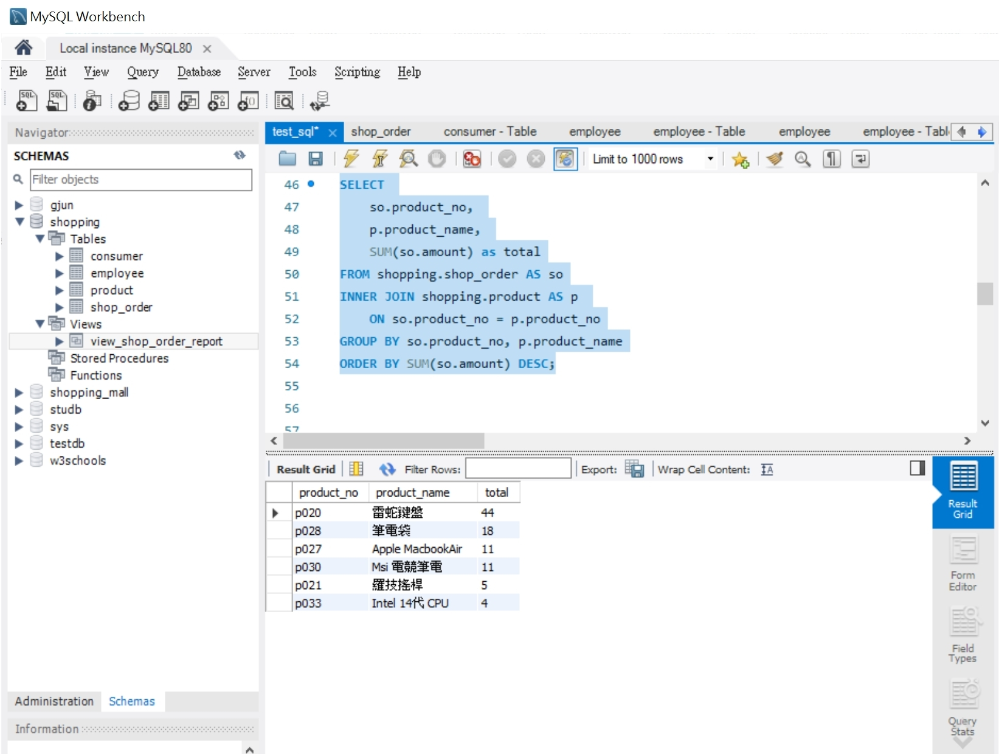 MySQL Workbench
Local instance MySQL80
File Edit View Query Database Server Tools Scripting Help
Navigator
SCHEMAS
Filter objects
gjun
shopping
Tables
consumer
employee
product
shop_order
Views
view_shop_order_report
Stored Procedures
Functions
shopping_mall
studb
sys
testdb
w3schools
Administration Schemas
Information
test_sql* shop_order consumer - Table employee employee - Table employee employee - Tabl
Limit to 1000 rows
46 SELECT
47 so.product_no,
48 p.product_name,
49 SUM(so.amount) as total
50 FROM shopping.shop_order AS so
51 INNER JOIN shopping.product AS p
52 ON so.product_no = p.product_no
53 GROUP BY so.product_no, p.product_name
54 ORDER BY SUM(so.amount) DESC;
55
56
57
Result Grid Filter Rows: Export: Wrap Cell Content:
product_no product_name total
p020 雷蛇鍵盤 44
p028 筆電袋 18
p027 Apple MacbookAir 11
p030 Msi 電競筆電 11
p021 羅技搖桿 5
p033 Intel 14代 CPU 4
Result
Grid
Form
Editor
Field
Types
Query
Stats